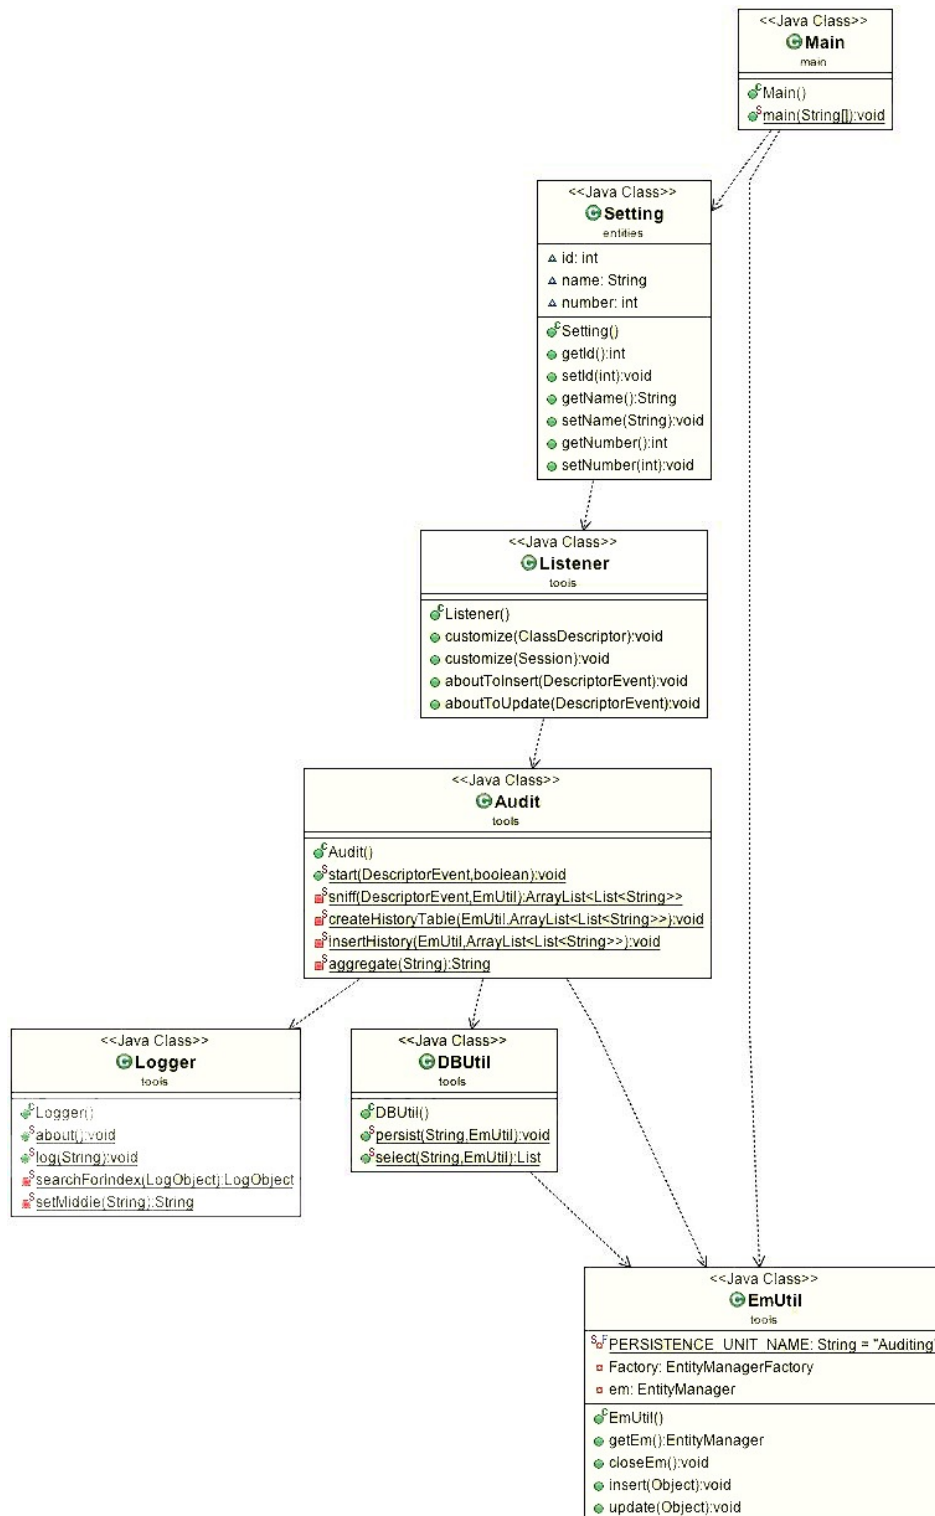 <<Java Class>>
Main
main
Main()
main(String[]):void
<<Java Class>>
Setting
entities
id: int
name: String
number: int
Setting()
getId():int
setId(int):void
getName():String
setName(String):void
getNumber():int
setNumber(int):void
<<Java Class>>
Listener
tools
Listener()
customize(ClassDescriptor):void
customize(Session):void
aboutToInsert(DescriptorEvent):void
aboutToUpdate(DescriptorEvent):void
<<Java Class>>
Audit
tools
Audit()
start(DescriptorEvent,boolean):void
sniff(DescriptorEvent,EmUtil):ArrayList<List<String>>
createHistoryTable(EmUtil,ArrayList<List<String>>):void
insertHistory(EmUtil,ArrayList<List<String>>):void
aggregate(String):String
<<Java Class>>
Logger
tools
Logger()
about():void
log(String):void
searchForIndex(LogObject):LogObject
setMiddle(String):String
<<Java Class>>
DBUtil
tools
DBUtil()
persist(String,EmUtil):void
select(String,EmUtil):List
<<Java Class>>
EmUtil
tools
PERSISTENCE_UNIT_NAME: String = "Auditing"
Factory: EntityManagerFactory
em: EntityManager
EmUtil()
getEm():EntityManager
closeEm():void
insert(Object):void
update(Object):void